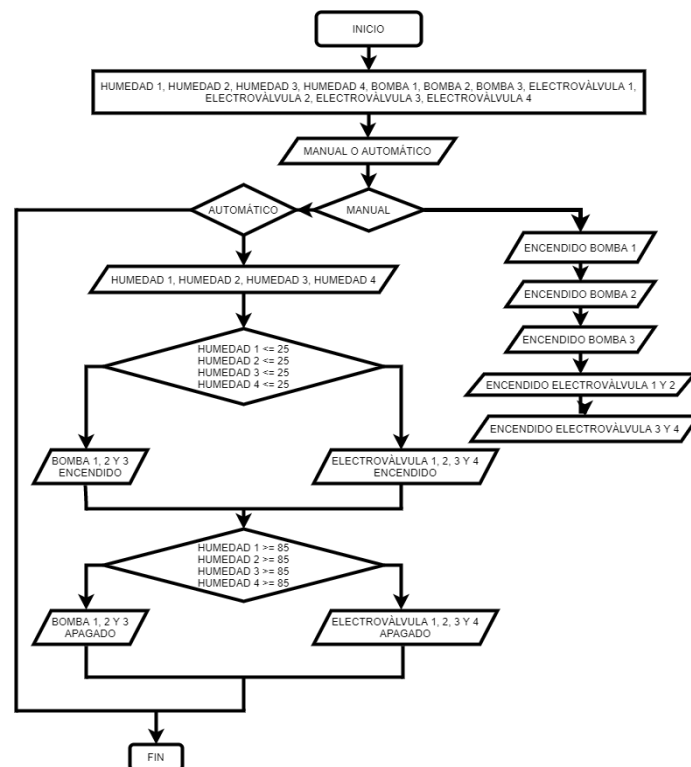 INICIO
HUMEDAD 1, HUMEDAD 2, HUMEDAD 3, HUMEDAD 4, BOMBA 1, BOMBA 2, BOMBA 3, ELECTROVÀLVULA 1,
ELECTROVÀLVULA 2, ELECTROVÀLVULA 3, ELECTROVÀLVULA 4
MANUAL O AUTOMÁTICO
AUTOMÁTICO
MANUAL
ENCENDIDO BOMBA 1
ENCENDIDO BOMBA 2
ENCENDIDO BOMBA 3
ENCENDIDO ELECTROVÀLVULA 1 Y 2
ENCENDIDO ELECTROVÀLVULA 3 Y 4
HUMEDAD 1, HUMEDAD 2, HUMEDAD 3, HUMEDAD 4
HUMEDAD 1 <= 25
HUMEDAD 2 <= 25
HUMEDAD 3 <= 25
HUMEDAD 4 <= 25
BOMBA 1, 2 Y 3
ENCENDIDO
ELECTROVÀLVULA 1, 2, 3 Y 4
ENCENDIDO
HUMEDAD 1 >= 85
HUMEDAD 2 >= 85
HUMEDAD 3 >= 85
HUMEDAD 4 >= 85
BOMBA 1, 2 Y 3
APAGADO
ELECTROVÀLVULA 1, 2, 3 Y 4
APAGADO
FIN